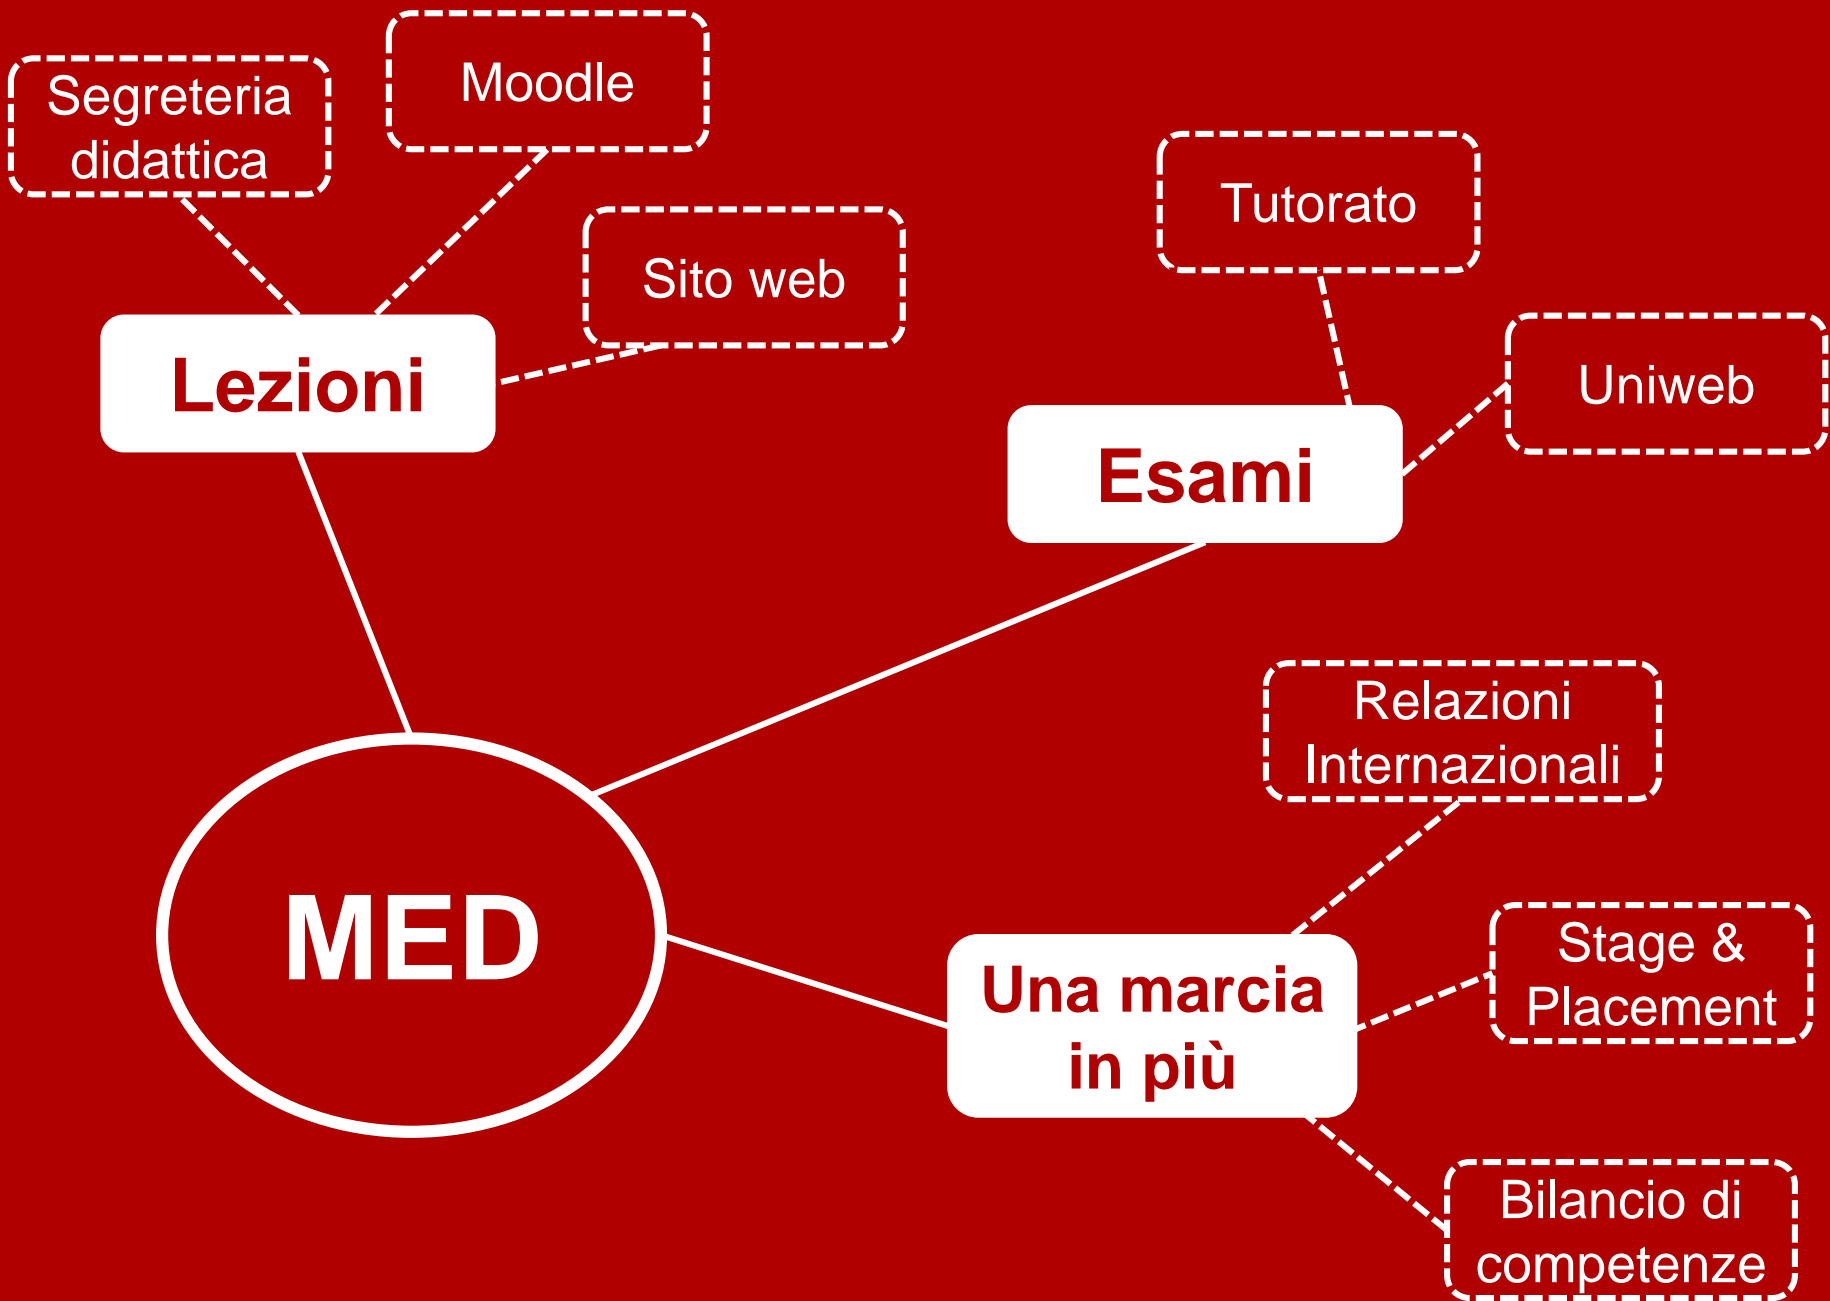 Segreteria
didattica
Moodle
Sito web
Lezioni
Tutorato
Uniweb
Esami
MED
Relazioni
Internazionali
Stage &
Placement
Una marcia
in più
Bilancio di
competenze